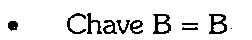 • Chave B = B